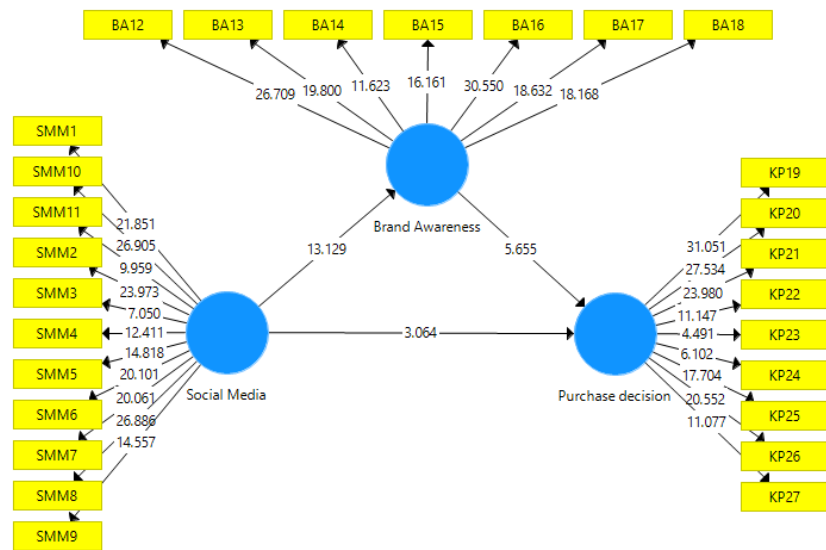 BA12 BA13 BA14 BA15 BA16 BA17 BA18
26.709 19.800 11.623 16.161 30.550 18.632 18.168
Brand Awareness
SMM1
SMM10
SMM11
SMM2
SMM3
SMM4
SMM5
SMM6
SMM7
SMM8
SMM9
21.851
26.905
9.959
23.973
7.050
12.411
14.818
20.101
20.061
26.886
14.557
Social Media
13.129
5.655
3.064
Purchase decision
31.051
27.534
23.980
11.147
4.491
6.102
17.704
20.552
11.077
KP19
KP20
KP21
KP22
KP23
KP24
KP25
KP26
KP27